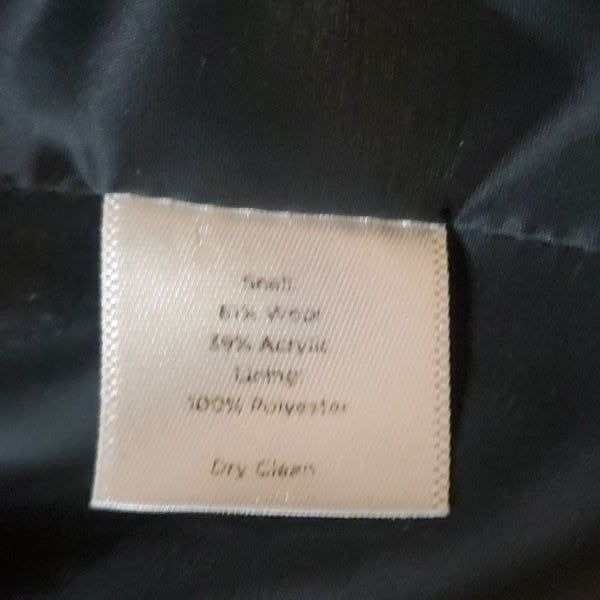 Shell:
61% Wool
39% Acrylic
Lining:
100% Polyester
Dry Clean